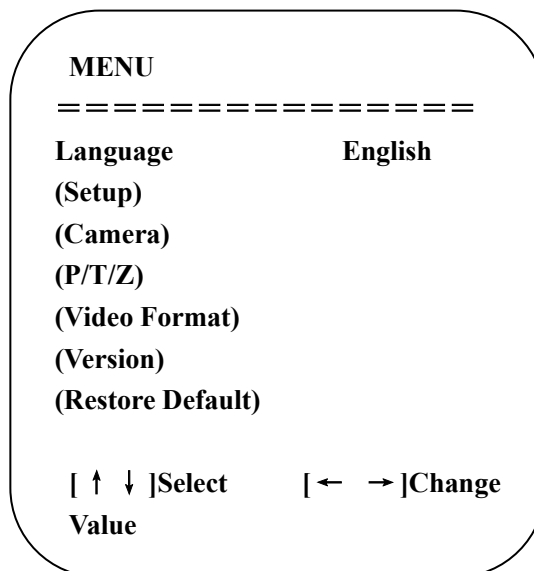 MENU
===============
Language English
(Setup)
(Camera)
(P/T/Z)
(Video Format)
(Version)
(Restore Default)
[ ↑ ↓ ]Select [← →]Change
Value